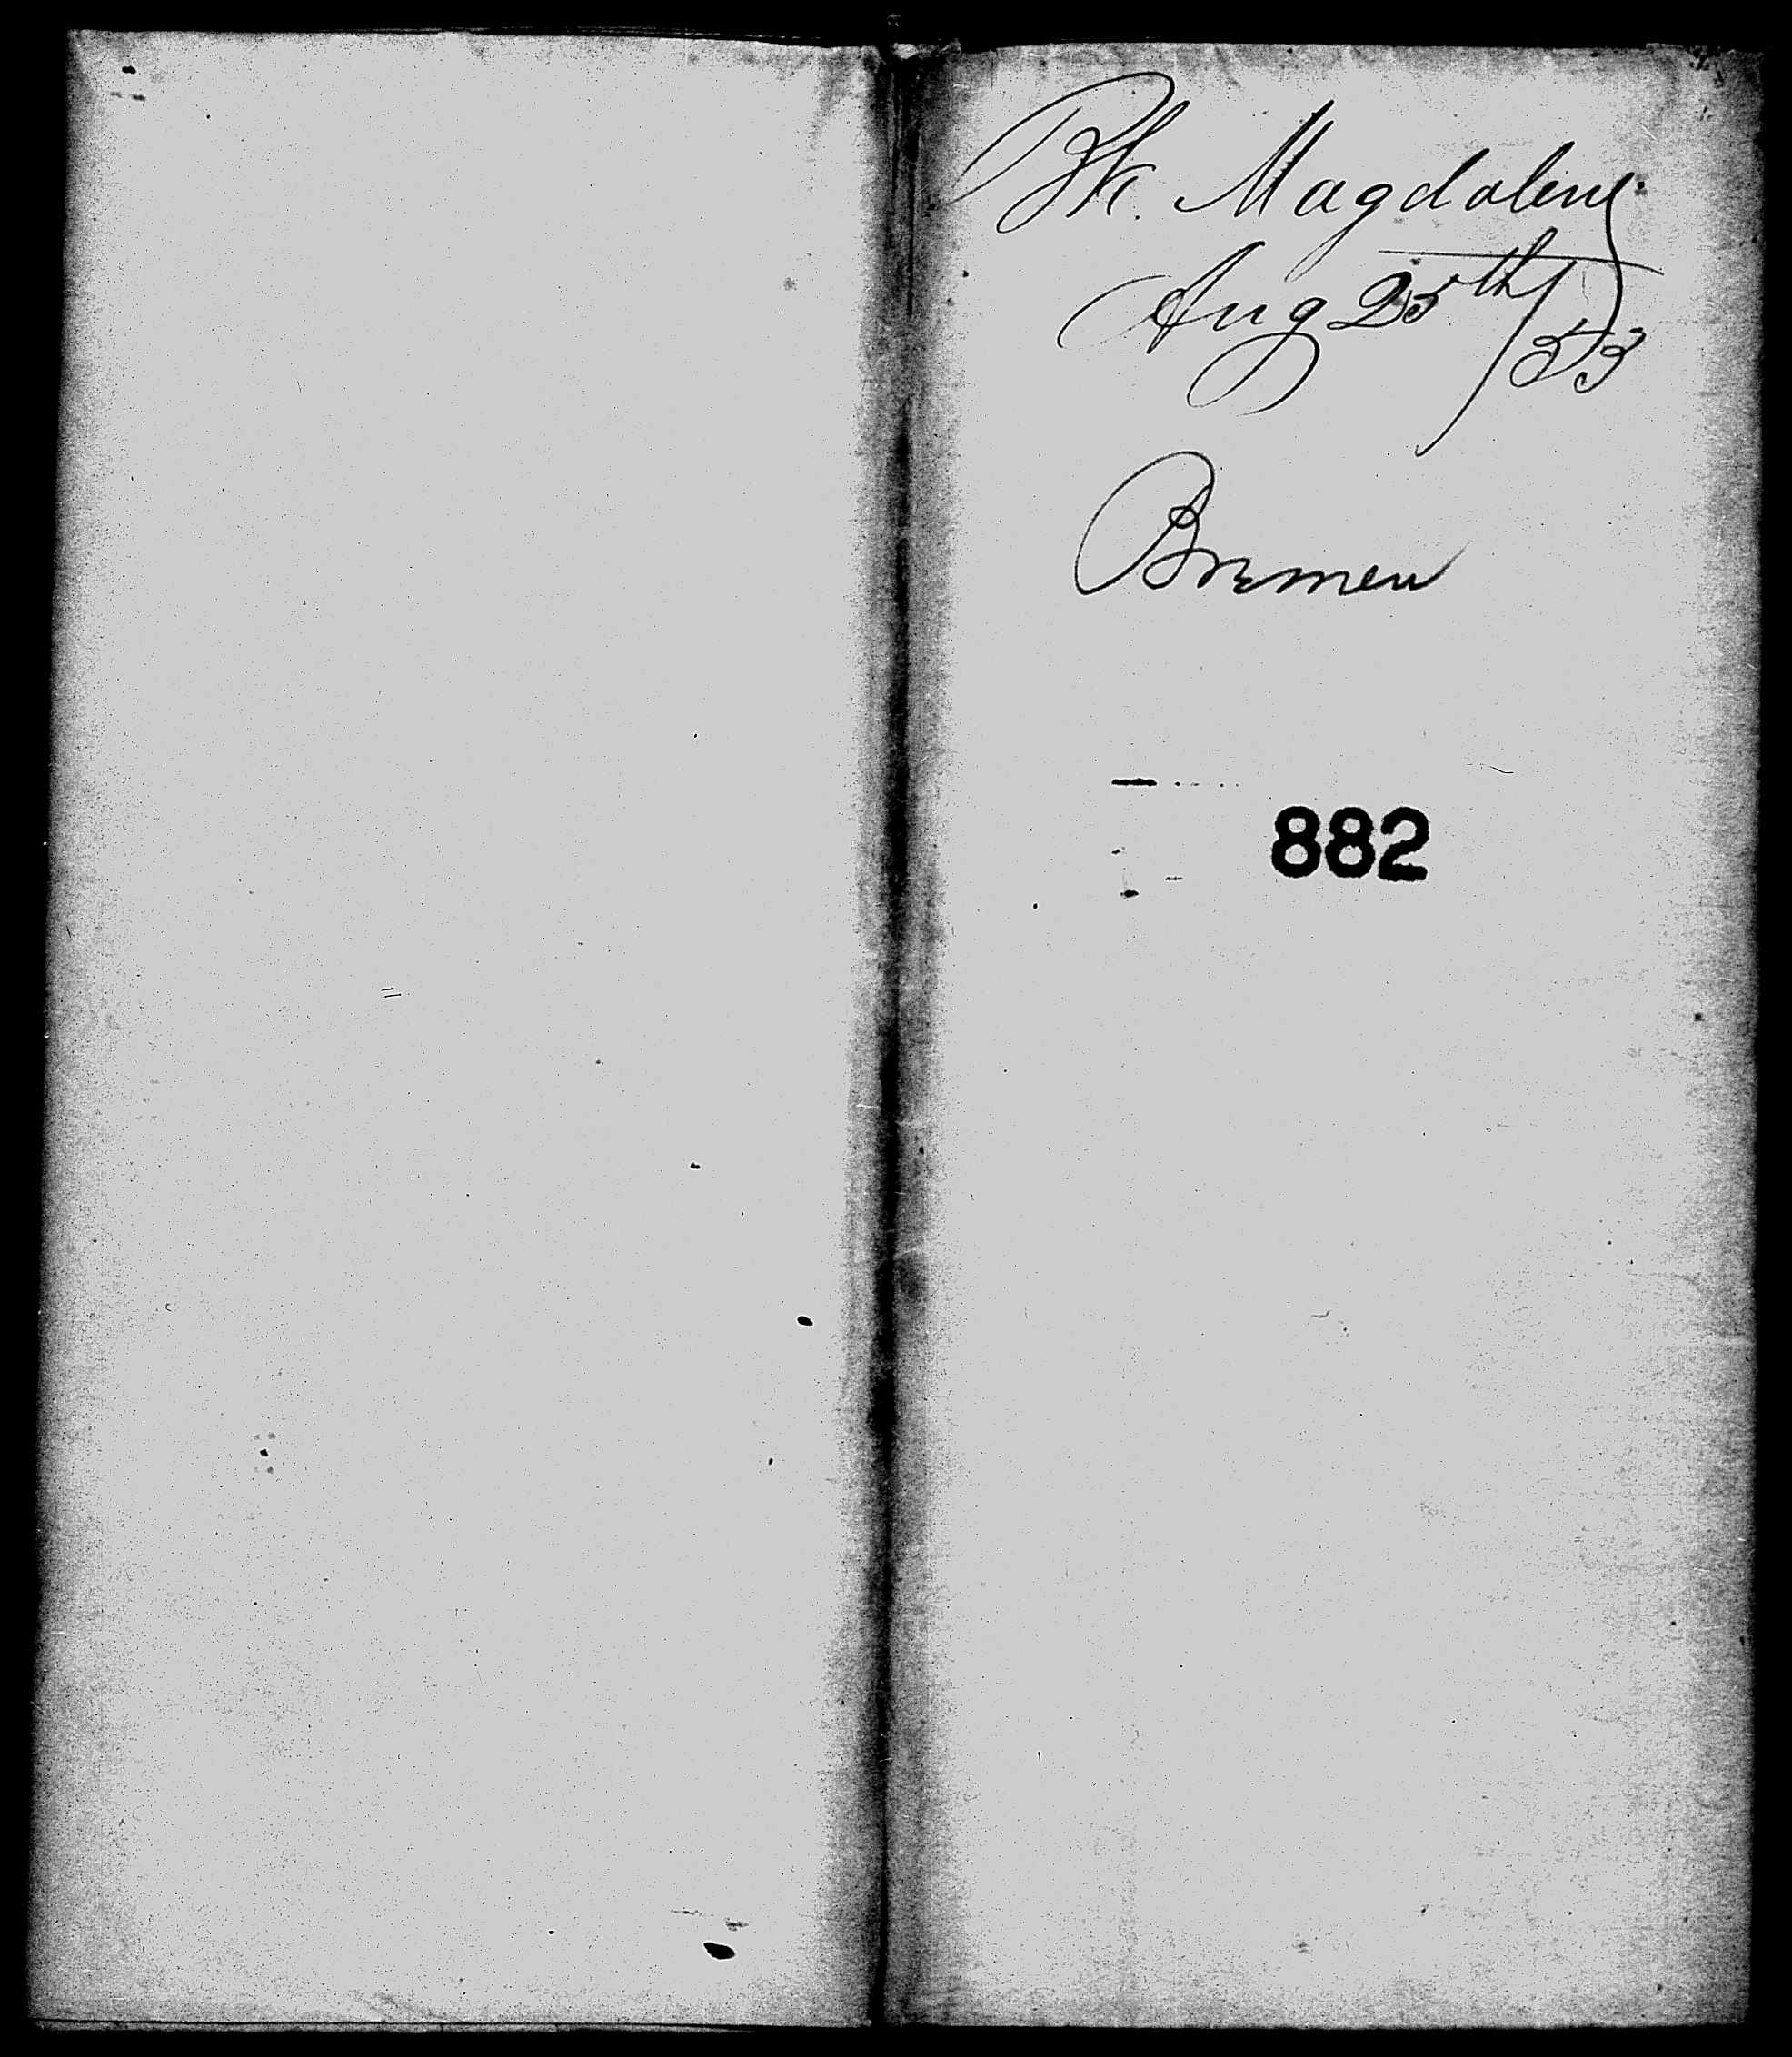 Bk. Magdalene
Aug 25th/53
Bremen
882